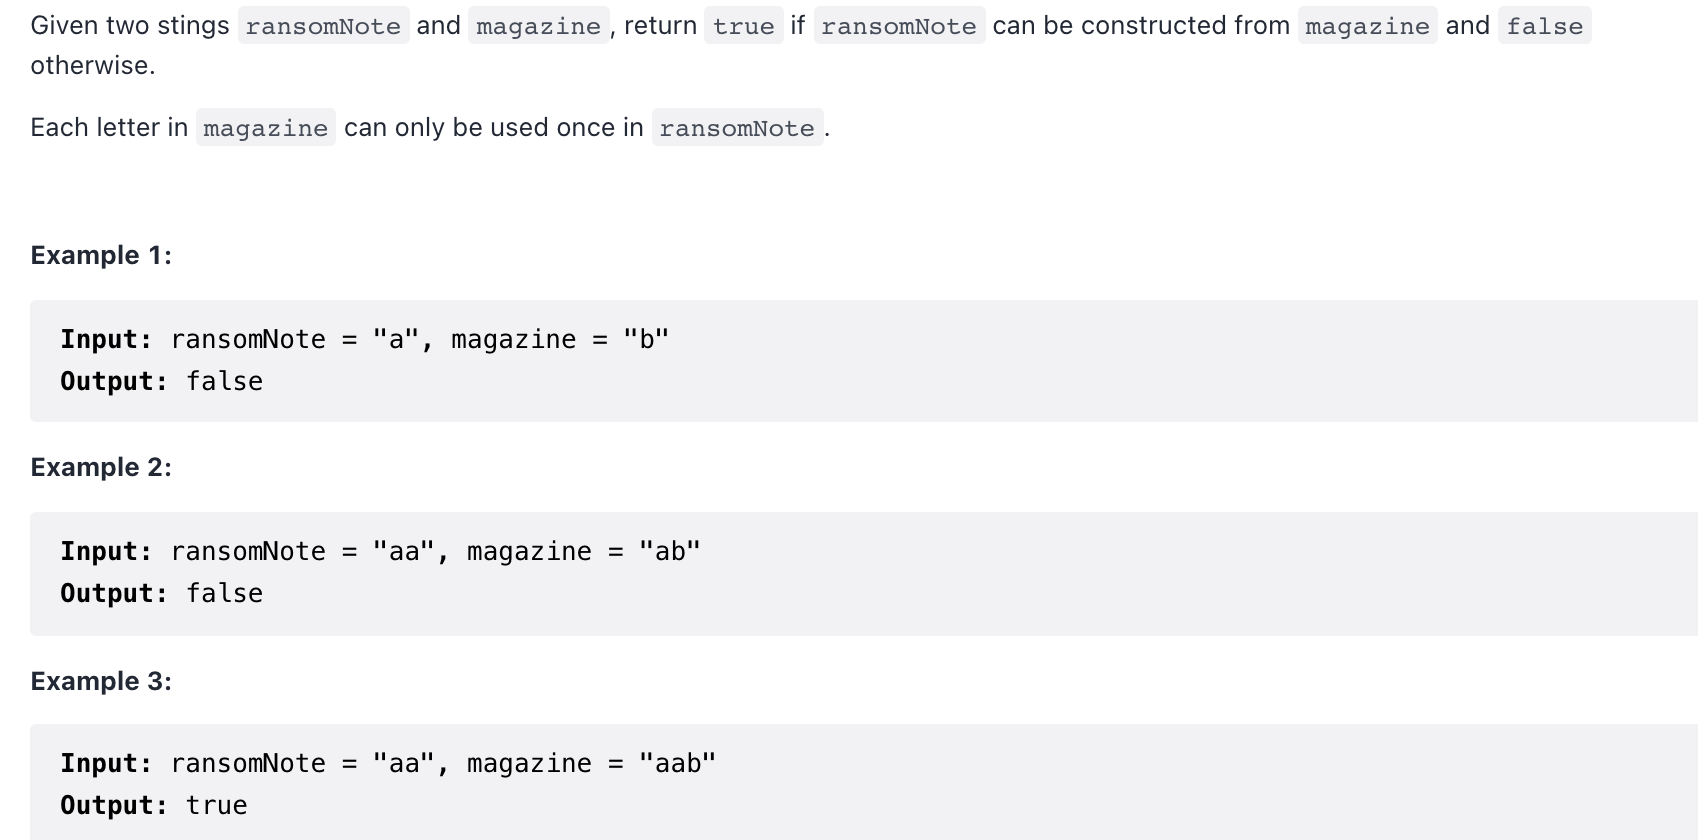 Given two stings ransomNote and magazine, return true if ransomNote can be constructed from magazine and false
otherwise.
Each letter in magazine can only be used once in ransomNote.
Example 1:
Input: ransomNote = "a", magazine = "b"
Output: false
Example 2:
Input: ransomNote = "aa", magazine = "ab"
Output: false
Example 3:
Input: ransomNote = "aa", magazine = "aab"
Output: true